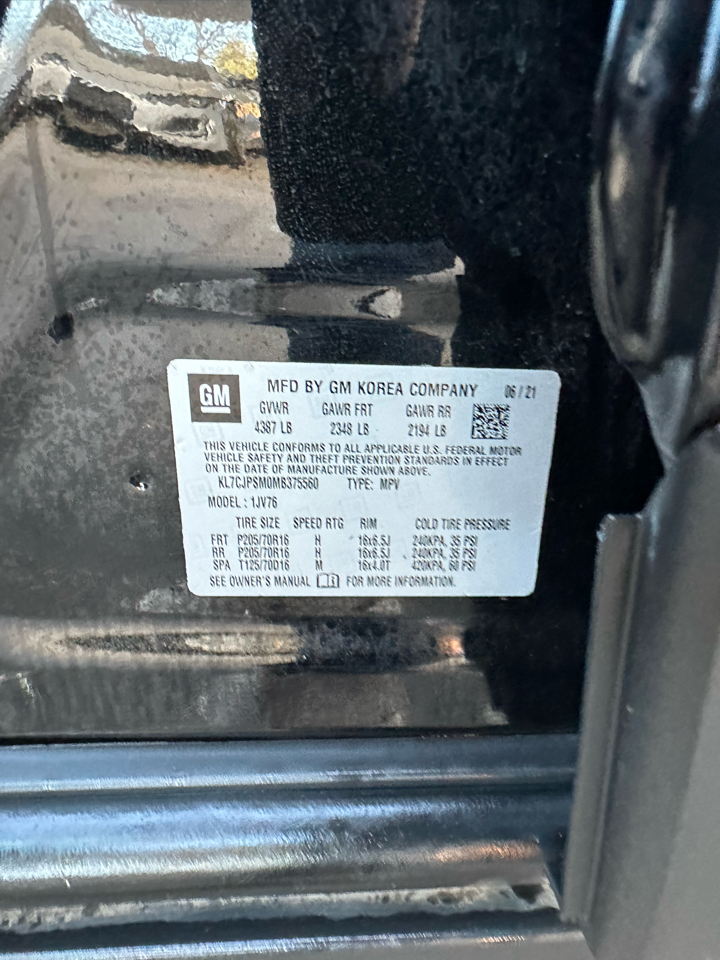 GM
MFD BY GM KOREA COMPANY 06/21
GVWR GAWR FRT GAWR RR
4387 LB 2348 LB 2194 LB
THIS VEHICLE CONFORMS TO ALL APPLICABLE U.S. FEDERAL MOTOR
VEHICLE SAFETY AND THEFT PREVENTION STANDARDS IN EFFECT
ON THE DATE OF MANUFACTURE SHOWN ABOVE.
KL7CJPSM0MB375560 TYPE: MPV
MODEL: 1JV76
TIRE SIZE SPEED RTG RIM COLD TIRE PRESSURE
FRT P205/70R16 H 16x6.5J 240KPA, 35 PSI
RR P205/70R16 H 16x6.5J 240KPA, 35 PSI
SPA T125/70D16 M 16x4.0T 420KPA, 60 PSI
SEE OWNER'S MANUAL FOR MORE INFORMATION.